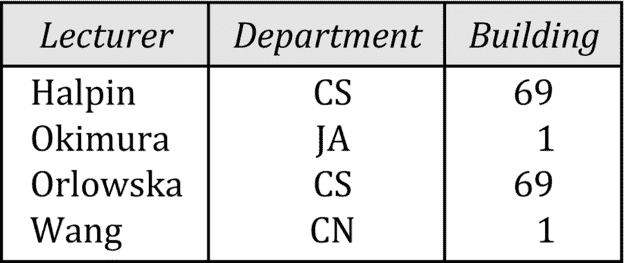 Lecturer Department Building
Halpin CS 69
Okimura JA 1
Orlowska CS 69
Wang CN 1